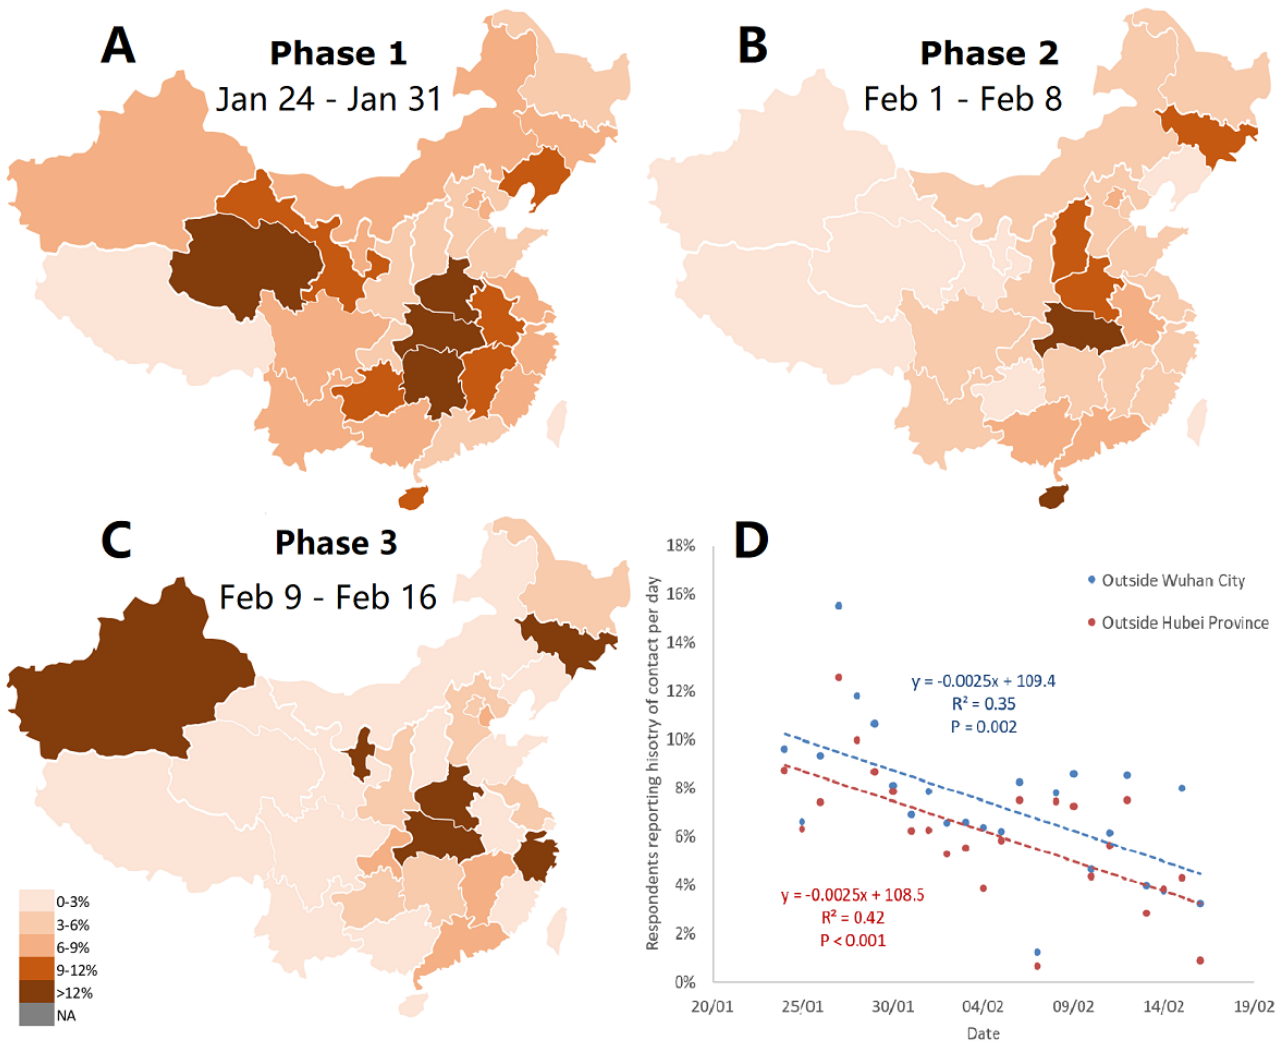 A
Phase 1
Jan 24 - Jan 31
B
Phase 2
Feb 1 - Feb 8
C
Phase 3
Feb 9 - Feb 16
0-3%
3-6%
6-9%
9-12%
>12%
NA
D
Respondents reporting hisotry of contact per day
18%
16%
14%
12%
10%
8%
6%
4%
2%
0%
Outside Wuhan City
Outside Hubei Province
y = -0.0025x + 109.4
R² = 0.35
P = 0.002
y = -0.0025x + 108.5
R² = 0.42
P < 0.001
20/01
25/01
30/01
04/02
09/02
14/02
19/02
Date